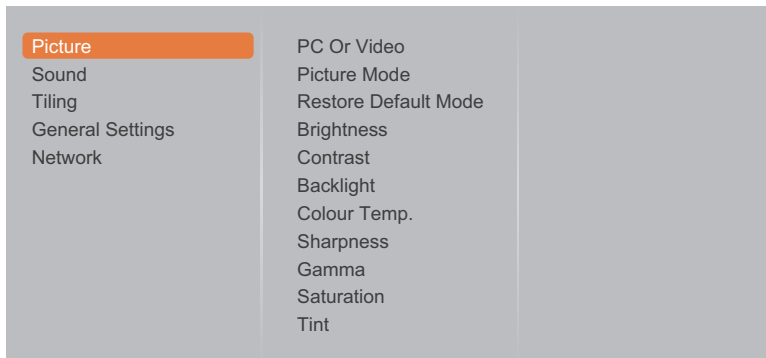 Picture
Sound
Tiling
General Settings
Network
PC Or Video
Picture Mode
Restore Default Mode
Brightness
Contrast
Backlight
Colour Temp.
Sharpness
Gamma
Saturation
Tint